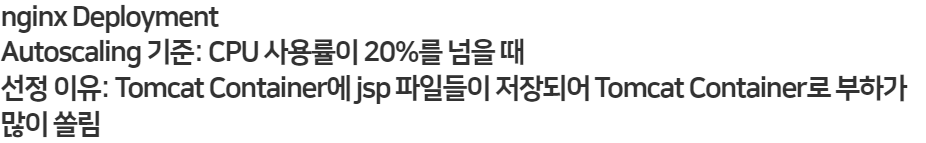 nginx Deployment
Autoscaling 기준: CPU 사용률이 20%를 넘을 때
선정 이유: Tomcat Container에 jsp 파일들이 저장되어 Tomcat Container로 부하가
많이 쏠림